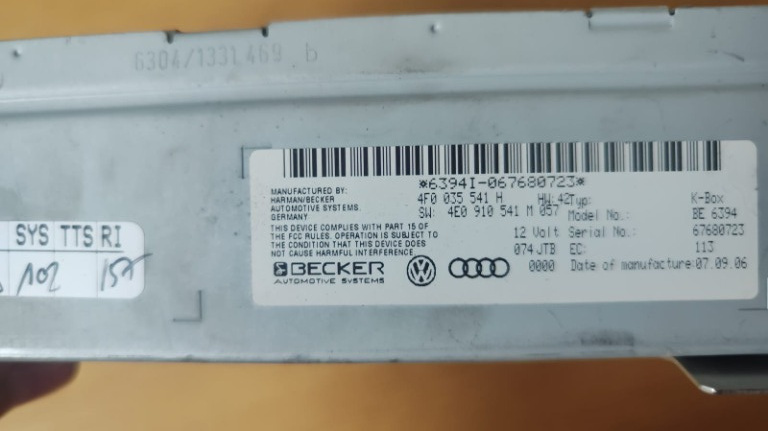 6304/133L469 b
*6394I-067680723*
MANUFACTURED BY:
HARMAN/BECKER
AUTOMOTIVE SYSTEMS.
GERMANY
4F0 035 541 H HW:42 Typ: K-Box
SW: 4E0 910 541 M 057 Model No.: BE 6394
THIS DEVICE COMPLIES WITH PART 15 OF
THE FCC RULES. OPERATION IS SUBJECT TO
THE CONDITION THAT THIS DEVICE DOES
NOT CAUSE HARMFUL INTERFERENCE.
12 Volt Serial No.: 67680723
074 JTB EC: 113
0000 Date of manufacture:07.09.06
BECKER
AUTOMOTIVE SYSTEMS
SYS TTS RI
102 157